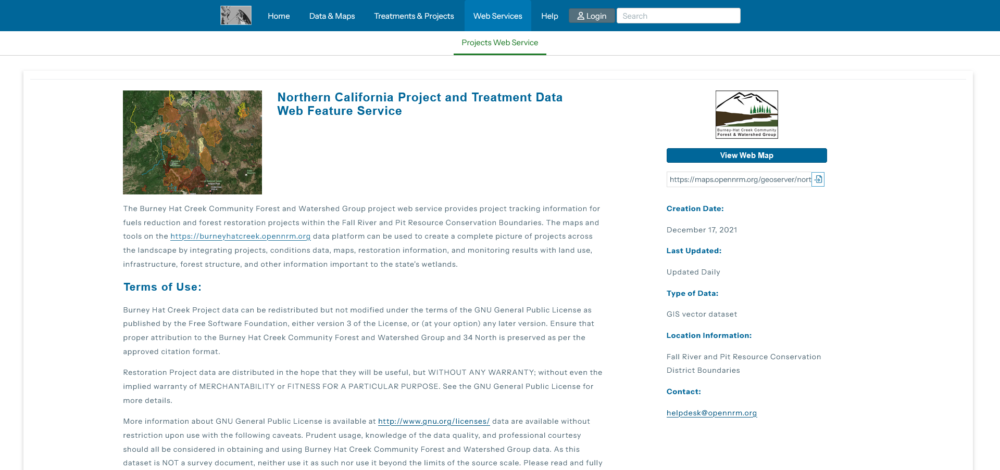 Home
Data & Maps
Treatments & Projects
Web Services
Help
Login
Search
Projects Web Service
Northern California Project and Treatment Data
Web Feature Service
Burney-Hat Creek Community
Forest & Watershed Group
View Web Map
https://maps.opennrm.org/geoserver/nort
The Burney Hat Creek Community Forest and Watershed Group project web service provides project tracking information for
fuels reduction and forest restoration projects within the Fall River and Pit Resource Conservation Boundaries. The maps and
tools on the https://burneyhatcreek.opennrm.org data platform can be used to create a complete picture of projects across
the landscape by integrating projects, conditions data, maps, restoration information, and monitoring results with land use,
infrastructure, forest structure, and other information important to the state's wetlands.
Terms of Use:
Burney Hat Creek Project data can be redistributed but not modified under the terms of the GNU General Public License as
published by the Free Software Foundation, either version 3 of the License, or (at your option) any later version. Ensure that
proper attribution to the Burney Hat Creek Community Forest and Watershed Group and 34 North is preserved as per the
approved citation format.
Restoration Project data are distributed in the hope that they will be useful, but WITHOUT ANY WARRANTY; without even the
implied warranty of MERCHANTABILITY or FITNESS FOR A PARTICULAR PURPOSE. See the GNU General Public License for
more details.
More information about GNU General Public License is available at http://www.gnu.org/licenses/ data are available without
restriction upon use with the following caveats. Prudent usage, knowledge of the data quality, and professional courtesy
should all be considered in obtaining and using Burney Hat Creek Community Forest and Watershed Group data. As this
dataset is NOT a survey document, neither use it as such nor use it beyond the limits of the source scale. Please read and fully
Creation Date:
December 17, 2021
Last Updated:
Updated Daily
Type of Data:
GIS vector dataset
Location Information:
Fall River and Pit Resource Conservation
District Boundaries
Contact:
helpdesk@opennrm.org